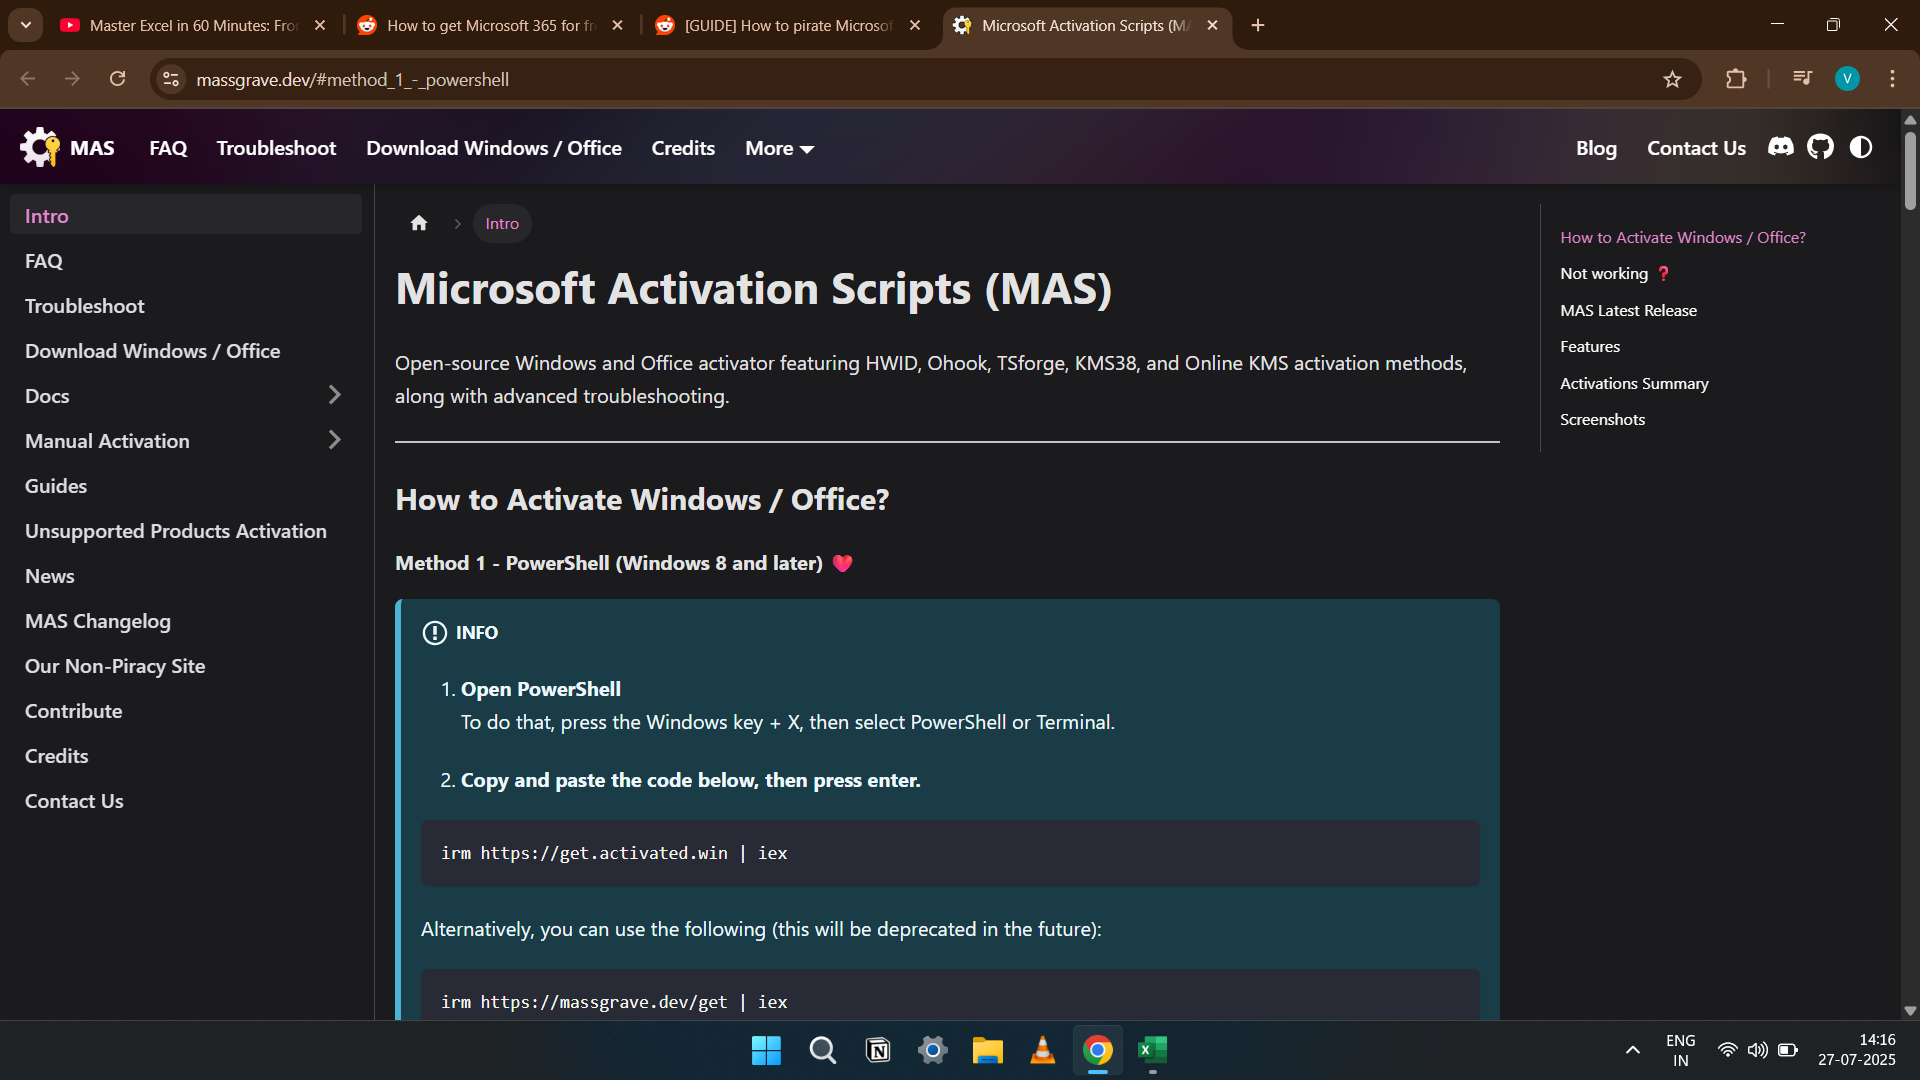 Master Excel in 60 Minutes: Fro
How to get Microsoft 365 for fr
[GUIDE] How to pirate Microsof
Microsoft Activation Scripts (MA
massgrave.dev/#method_1_-_powershell
V
MAS
FAQ
Troubleshoot
Download Windows / Office
Credits
More
Blog
Contact Us
Intro
FAQ
Troubleshoot
Download Windows / Office
Docs
Manual Activation
Guides
Unsupported Products Activation
News
MAS Changelog
Our Non-Piracy Site
Contribute
Credits
Contact Us
Intro
Microsoft Activation Scripts (MAS)
Open-source Windows and Office activator featuring HWID, Ohook, TSforge, KMS38, and Online KMS activation methods,
along with advanced troubleshooting.
How to Activate Windows / Office?
Method 1 - PowerShell (Windows 8 and later) 💗
INFO
1. Open PowerShell
To do that, press the Windows key + X, then select PowerShell or Terminal.
2. Copy and paste the code below, then press enter.
irm https://get.activated.win | iex
Alternatively, you can use the following (this will be deprecated in the future):
irm https://massgrave.dev/get | iex
How to Activate Windows / Office?
Not working ❓
MAS Latest Release
Features
Activations Summary
Screenshots
ENG
IN
14:16
27-07-2025